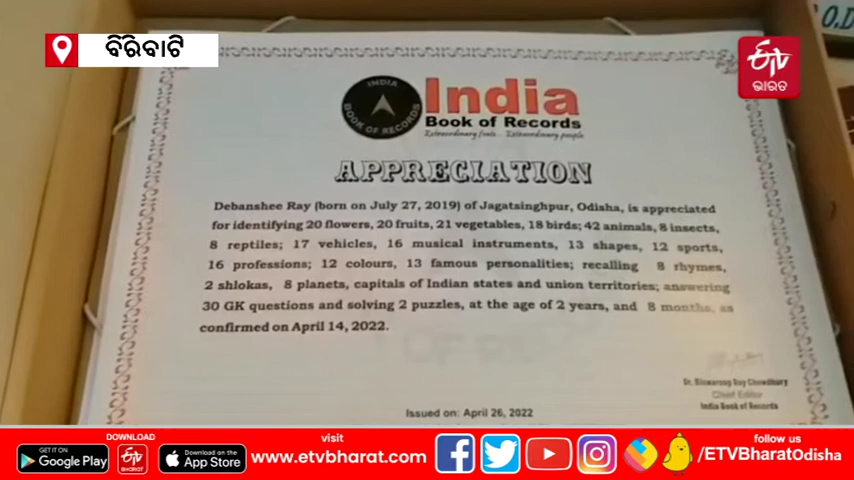 ବିରିବାଟି
O.D
ETV
ଭାରତ
INDIA
BOOK OF RECORDS
India
Book of Records
Extraordinary feats... Extraordinary people
APPRECIATION
Debanshee Ray (born on July 27, 2019) of Jagatsinghpur, Odisha, is appreciated
for identifying 20 flowers, 20 fruits, 21 vegetables, 18 birds; 42 animals, 8 insects,
8 reptiles; 17 vehicles, 16 musical instruments, 13 shapes, 12 sports,
16 professions; 12 colours, 13 famous personalities; recalling 8 rhymes,
2 shlokas, 8 planets, capitals of Indian states and union territories; answering
30 GK questions and solving 2 puzzles, at the age of 2 years, and 8 months, as
confirmed on April 14, 2022.
Dr. Biswaroop Roy Chowdhury
Chief Editor
India Book of Records
Issued on: April 26, 2022
DOWNLOAD
GET IT ON
Google Play
ETV
BHARAT
Download on the
App Store
visit
www.etvbharat.com
follow us
/ETVBharatOdisha